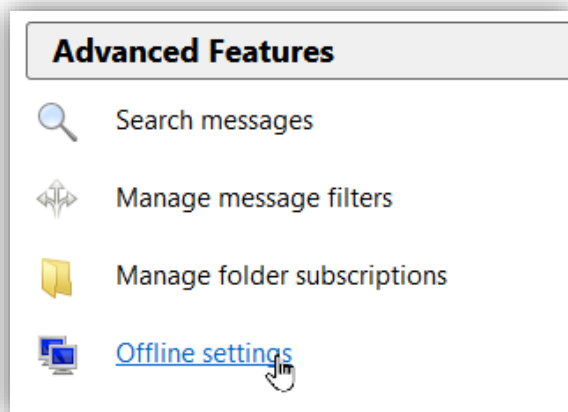 Advanced Features
Search messages
Manage message filters
Manage folder subscriptions
Offline settings